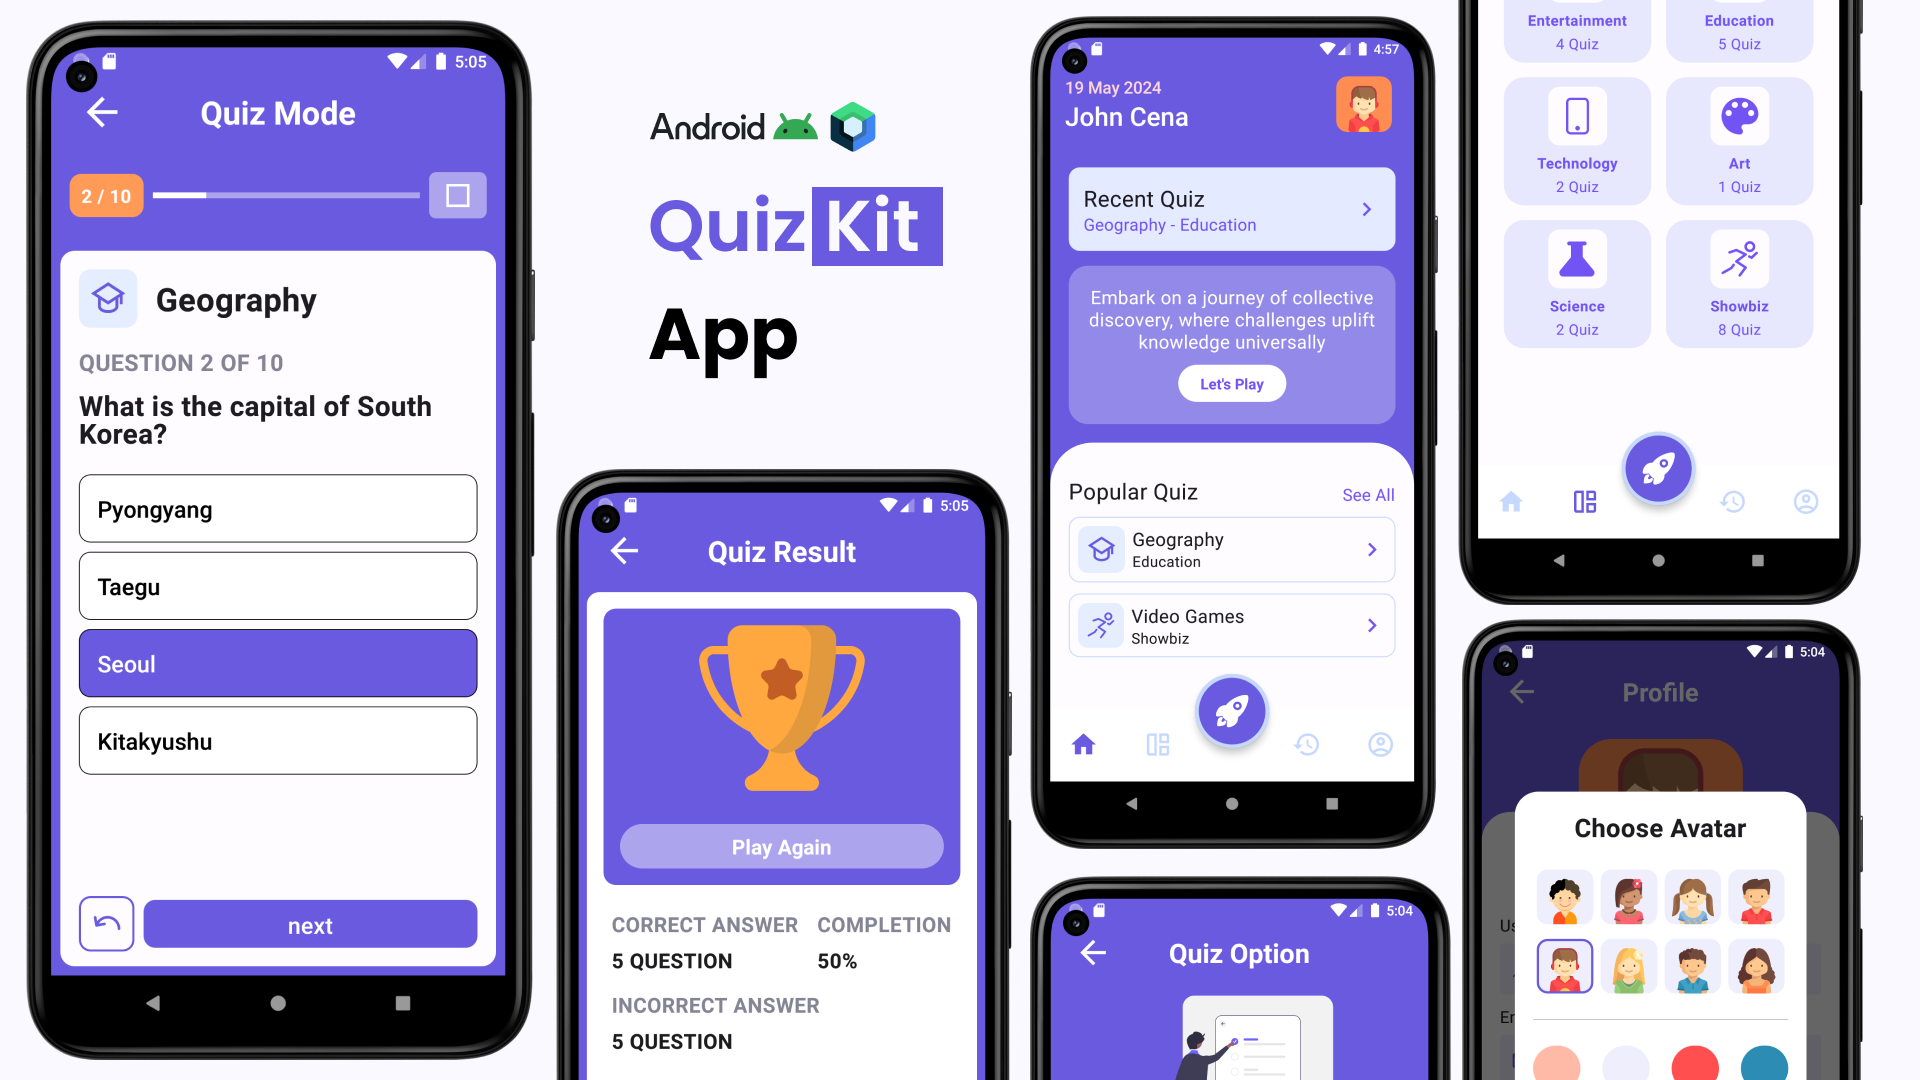 5:05
Quiz Mode
2 / 10
Geography
QUESTION 2 OF 10
What is the capital of South
Korea?
Pyongyang
Taegu
Seoul
Kitakyushu
next
Android
Quiz Kit
App
5:05
Quiz Result
Play Again
CORRECT ANSWER COMPLETION
5 QUESTION 50%
INCORRECT ANSWER
5 QUESTION
4:57
19 May 2024
John Cena
Recent Quiz
Geography - Education
Embark on a journey of collective
discovery, where challenges uplift
knowledge universally
Let's Play
Popular Quiz See All
Geography
Education
Video Games
Showbiz
5:04
Quiz Option
Entertainment Education
4 Quiz 5 Quiz
Technology Art
2 Quiz 1 Quiz
Science Showbiz
2 Quiz 8 Quiz
5:04
Profile
Choose Avatar